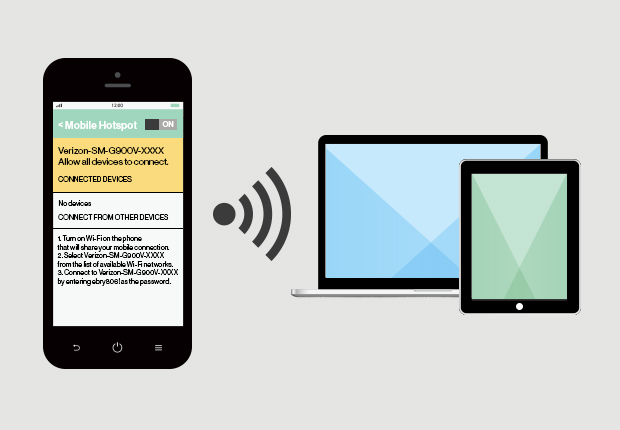 12:00
< Mobile Hotspot ON
Verizon-SM-G900V-XXXX
Allow all devices to connect.
CONNECTED DEVICES
No devices
CONNECT FROM OTHER DEVICES
1. Turn on Wi-Fi on the phone
that will share your mobile connection.
2. Select Verizon-SM-G900V-XXXX
from the list of available Wi-Fi networks.
3. Connect to Verizon-SM-G900V-XXXX
by entering ebry8061 as the password.